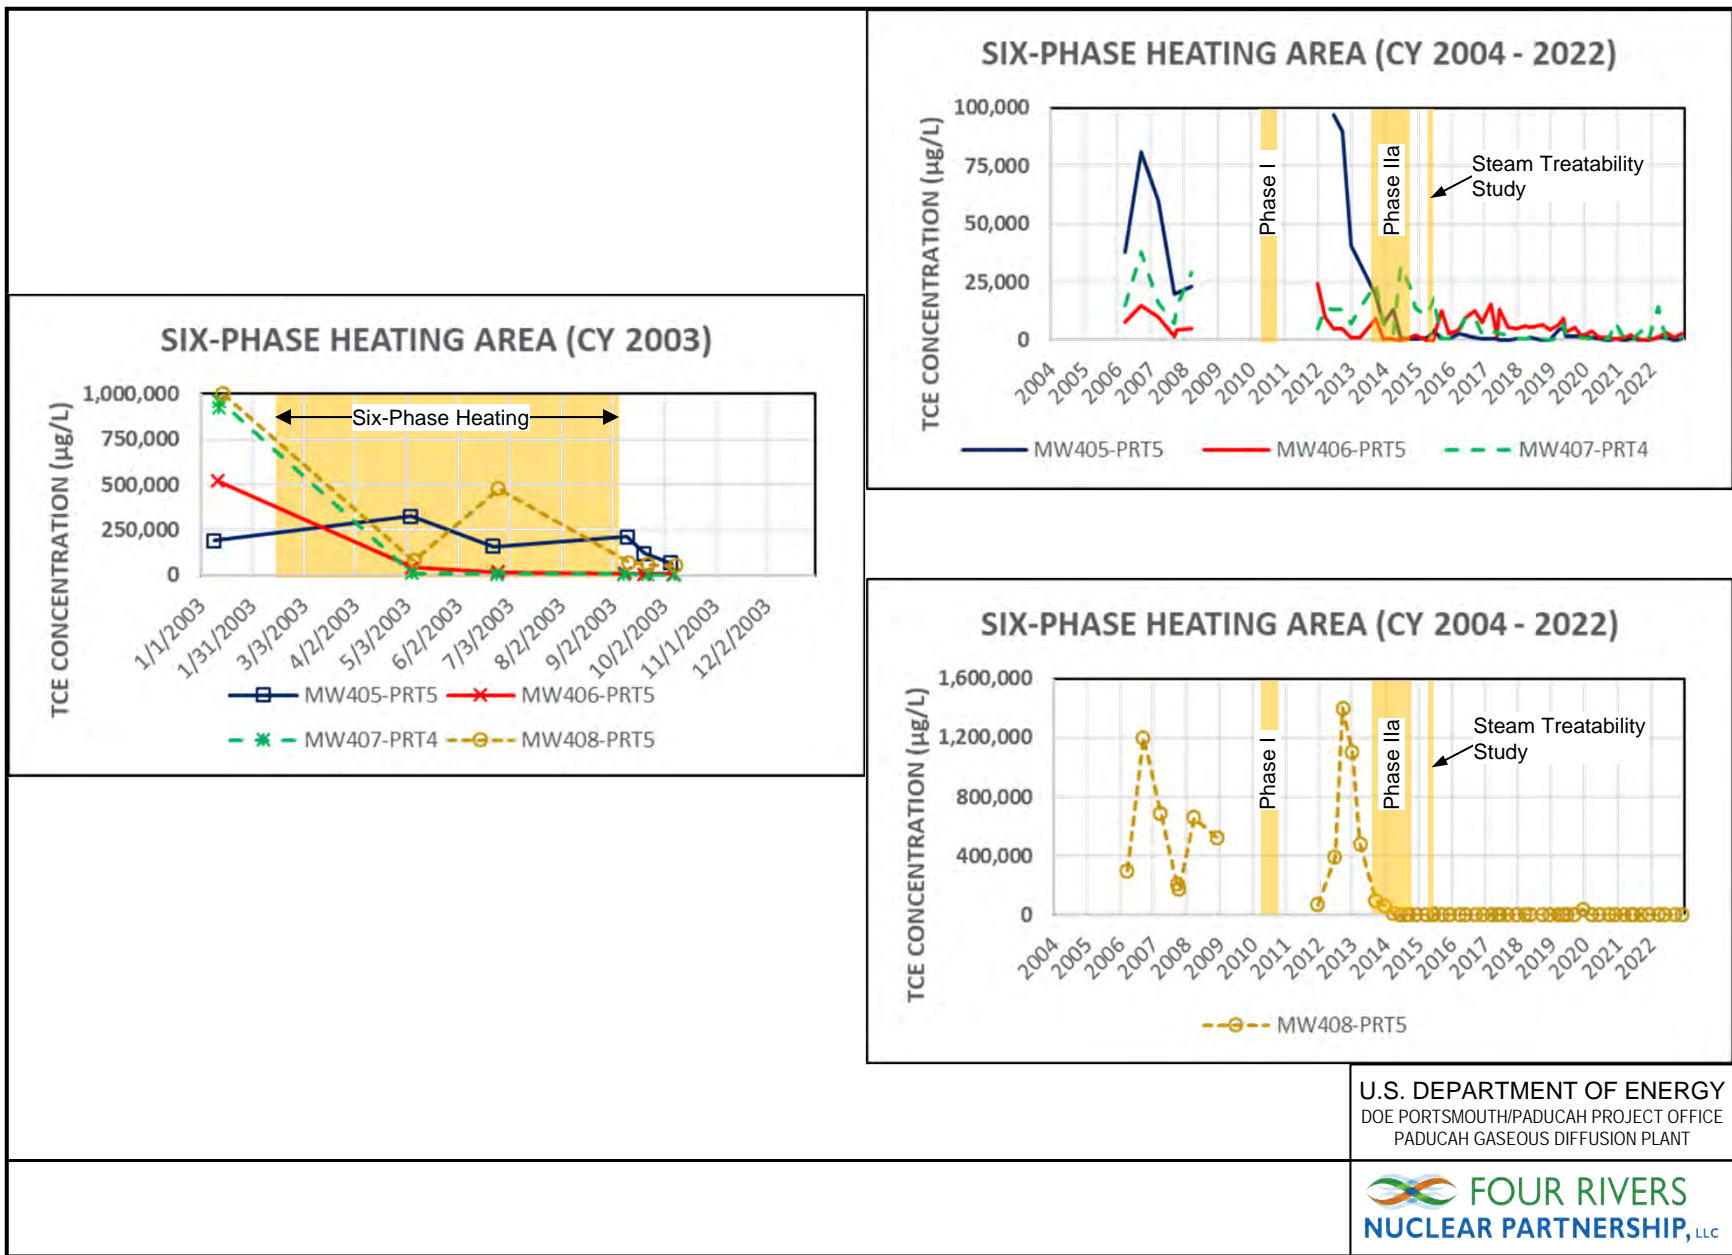 SIX-PHASE HEATING AREA (CY 2003)
TCE CONCENTRATION (µg/L)
1,000,000
750,000
500,000
250,000
0
Six-Phase Heating
1/1/2003
1/31/2003
3/3/2003
4/2/2003
5/3/2003
6/2/2003
7/3/2003
8/2/2003
9/2/2003
10/2/2003
11/1/2003
12/2/2003
MW405-PRT5
MW406-PRT5
MW407-PRT4
MW408-PRT5
SIX-PHASE HEATING AREA (CY 2004 - 2022)
TCE CONCENTRATION (µg/L)
100,000
75,000
50,000
25,000
0
Phase I
Phase IIa
Steam Treatability
Study
2004
2005
2006
2007
2008
2009
2010
2011
2012
2013
2014
2015
2016
2017
2018
2019
2020
2021
2022
MW405-PRT5
MW406-PRT5
MW407-PRT4
SIX-PHASE HEATING AREA (CY 2004 - 2022)
TCE CONCENTRATION (µg/L)
1,600,000
1,200,000
800,000
400,000
0
Phase I
Phase IIa
Steam Treatability
Study
2004
2005
2006
2007
2008
2009
2010
2011
2012
2013
2014
2015
2016
2017
2018
2019
2020
2021
2022
MW408-PRT5
U.S. DEPARTMENT OF ENERGY
DOE PORTSMOUTH/PADUCAH PROJECT OFFICE
PADUCAH GASEOUS DIFFUSION PLANT
FOUR RIVERS
NUCLEAR PARTNERSHIP, LLC